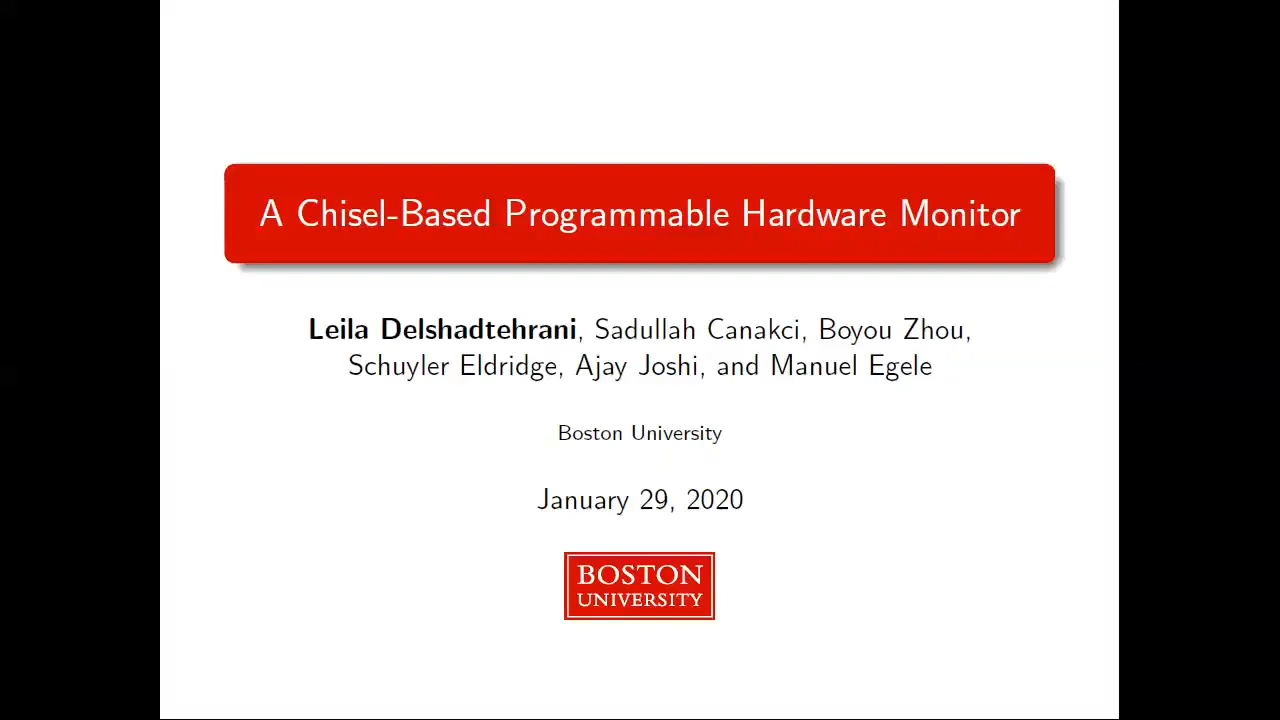 A Chisel-Based Programmable Hardware Monitor
Leila Delshadtehrani, Sadullah Canakci, Boyou Zhou,
Schuyler Eldridge, Ajay Joshi, and Manuel Egele
Boston University
January 29, 2020
BOSTON
UNIVERSITY